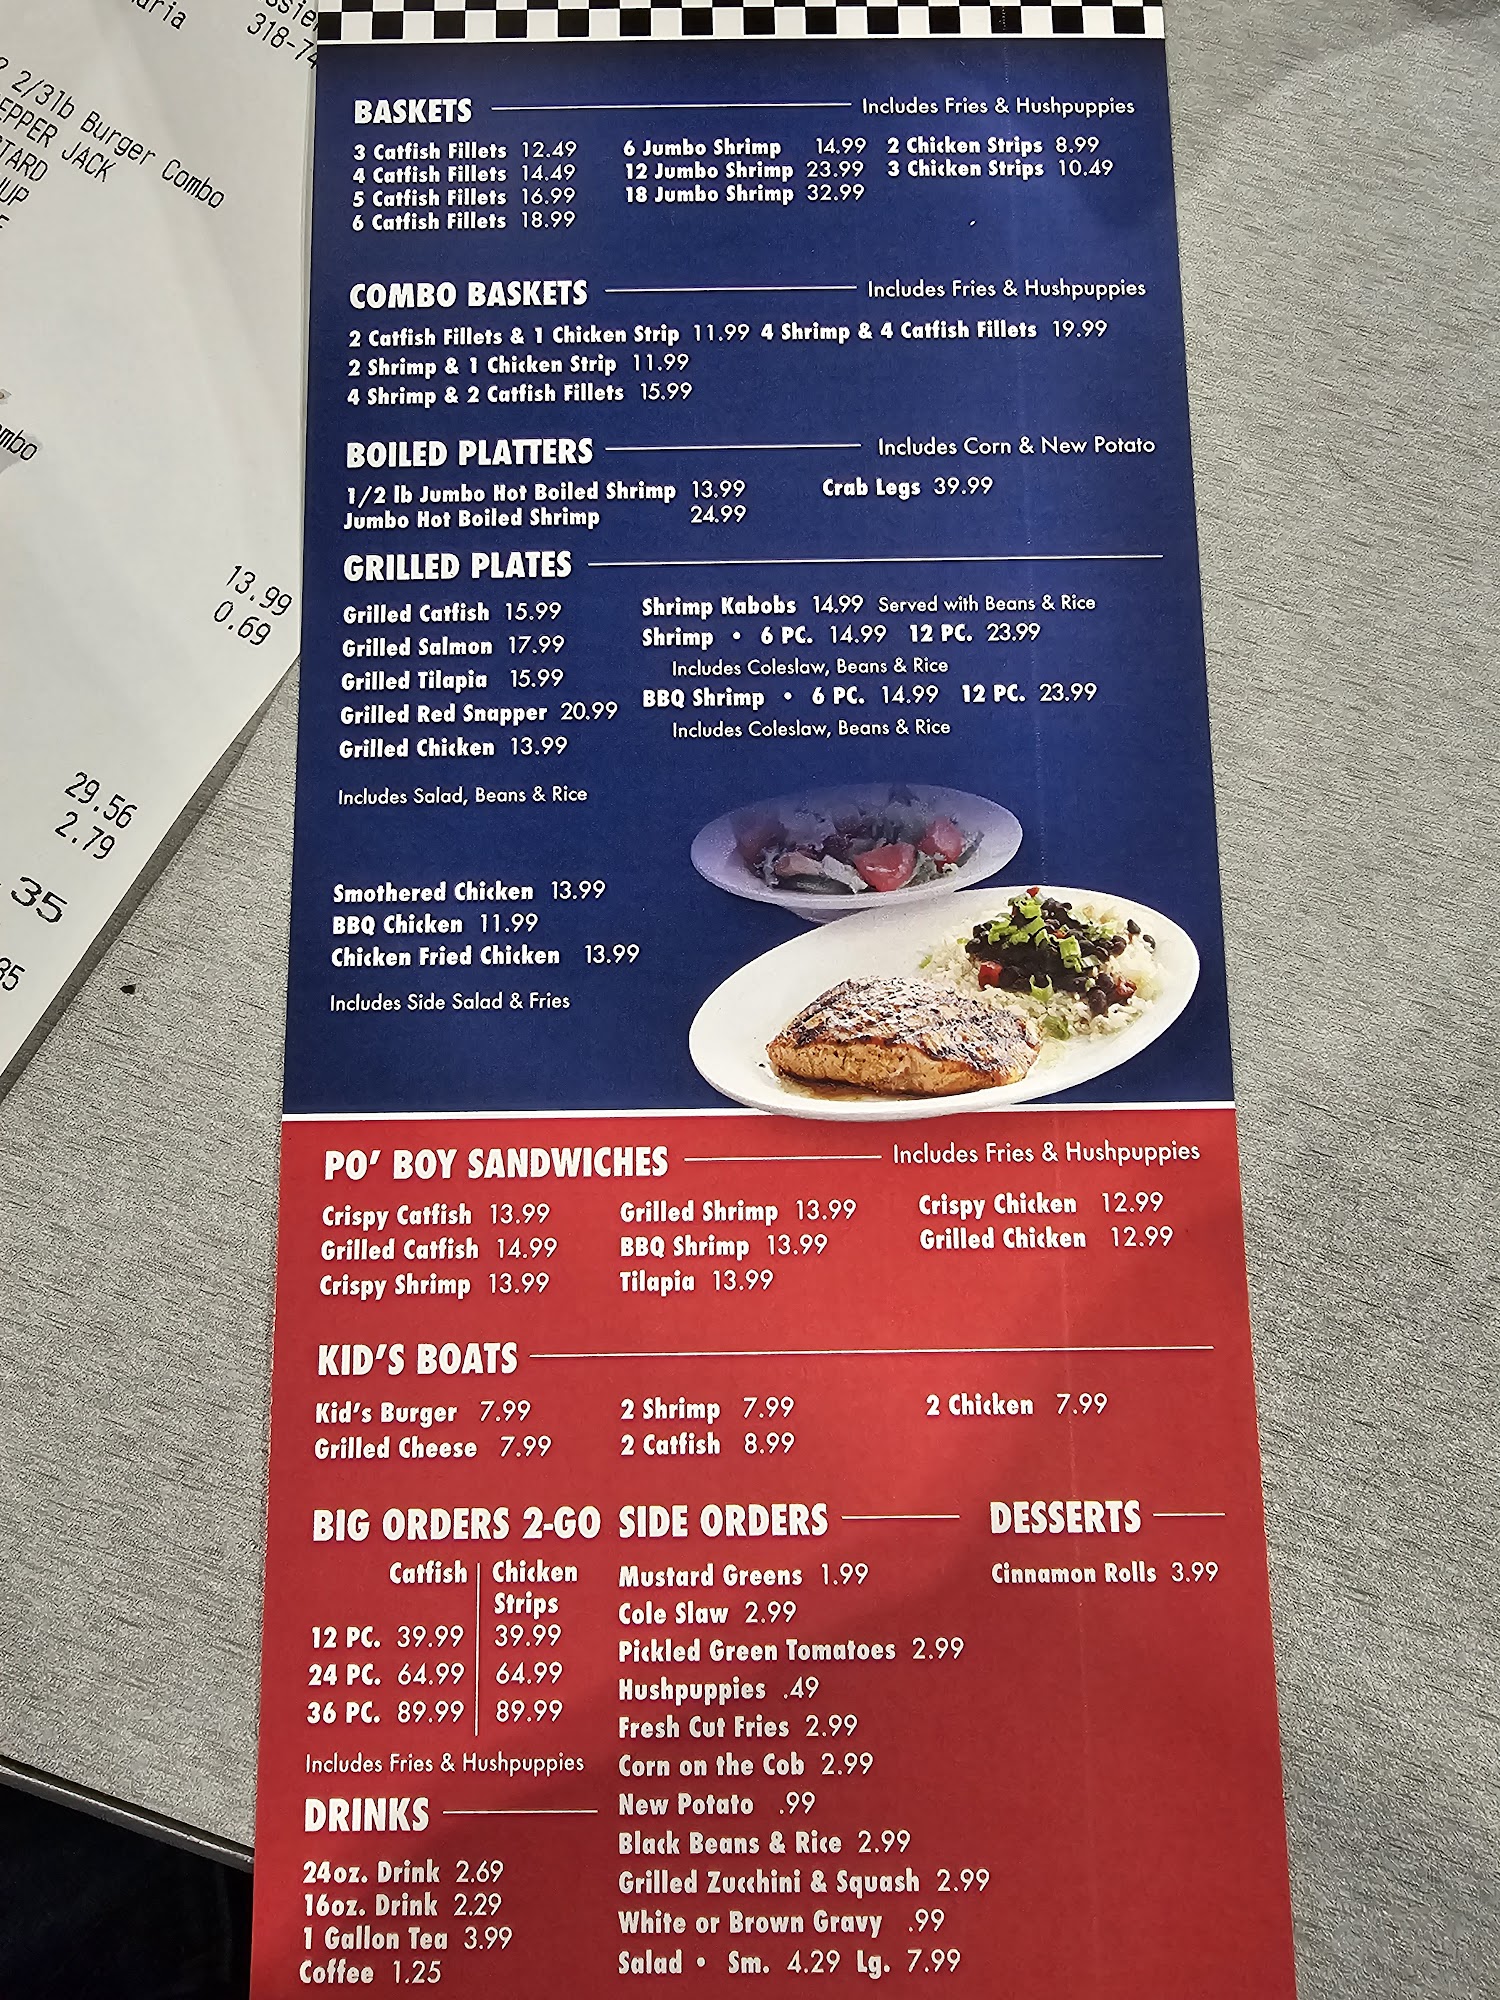 318-74
2/3lb Burger Combo
PEPPER JACK
13.99
0.69
29.56
2.79
35
BASKETS Includes Fries & Hushpuppies
3 Catfish Fillets 12.49 6 Jumbo Shrimp 14.99 2 Chicken Strips 8.99
4 Catfish Fillets 14.49 12 Jumbo Shrimp 23.99 3 Chicken Strips 10.49
5 Catfish Fillets 16.99 18 Jumbo Shrimp 32.99
6 Catfish Fillets 18.99
COMBO BASKETS Includes Fries & Hushpuppies
2 Catfish Fillets & 1 Chicken Strip 11.99 4 Shrimp & 4 Catfish Fillets 19.99
2 Shrimp & 1 Chicken Strip 11.99
4 Shrimp & 2 Catfish Fillets 15.99
BOILED PLATTERS Includes Corn & New Potato
1/2 lb Jumbo Hot Boiled Shrimp 13.99 Crab Legs 39.99
Jumbo Hot Boiled Shrimp 24.99
GRILLED PLATES
Grilled Catfish 15.99
Grilled Salmon 17.99
Grilled Tilapia 15.99
Grilled Red Snapper 20.99
Grilled Chicken 13.99
Includes Salad, Beans & Rice
Shrimp Kabobs 14.99 Served with Beans & Rice
Shrimp • 6 PC. 14.99 12 PC. 23.99
Includes Coleslaw, Beans & Rice
BBQ Shrimp • 6 PC. 14.99 12 PC. 23.99
Includes Coleslaw, Beans & Rice
Smothered Chicken 13.99
BBQ Chicken 11.99
Chicken Fried Chicken 13.99
Includes Side Salad & Fries
PO' BOY SANDWICHES Includes Fries & Hushpuppies
Crispy Catfish 13.99 Grilled Shrimp 13.99 Crispy Chicken 12.99
Grilled Catfish 14.99 BBQ Shrimp 13.99 Grilled Chicken 12.99
Crispy Shrimp 13.99 Tilapia 13.99
KID'S BOATS
Kid's Burger 7.99 2 Shrimp 7.99 2 Chicken 7.99
Grilled Cheese 7.99 2 Catfish 8.99
BIG ORDERS 2-GO
Catfish Chicken
Strips
12 PC. 39.99 39.99
24 PC. 64.99 64.99
36 PC. 89.99 89.99
Includes Fries & Hushpuppies
DRINKS
24oz. Drink 2.69
16oz. Drink 2.29
1 Gallon Tea 3.99
Coffee 1.25
SIDE ORDERS
Mustard Greens 1.99
Cole Slaw 2.99
Pickled Green Tomatoes 2.99
Hushpuppies .49
Fresh Cut Fries 2.99
Corn on the Cob 2.99
New Potato .99
Black Beans & Rice 2.99
Grilled Zucchini & Squash 2.99
White or Brown Gravy .99
Salad • Sm. 4.29 Lg. 7.99
DESSERTS
Cinnamon Rolls 3.99